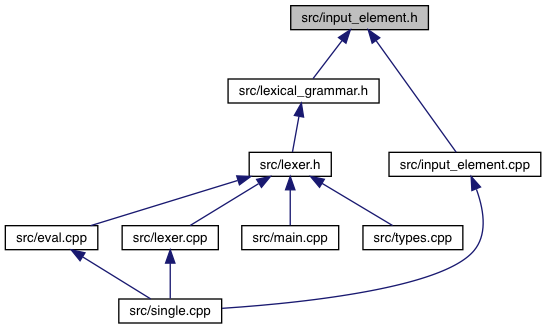 src/input_element.h
src/lexical_grammar.h
src/lexer.h
src/input_element.cpp
src/eval.cpp
src/lexer.cpp
src/main.cpp
src/types.cpp
src/single.cpp